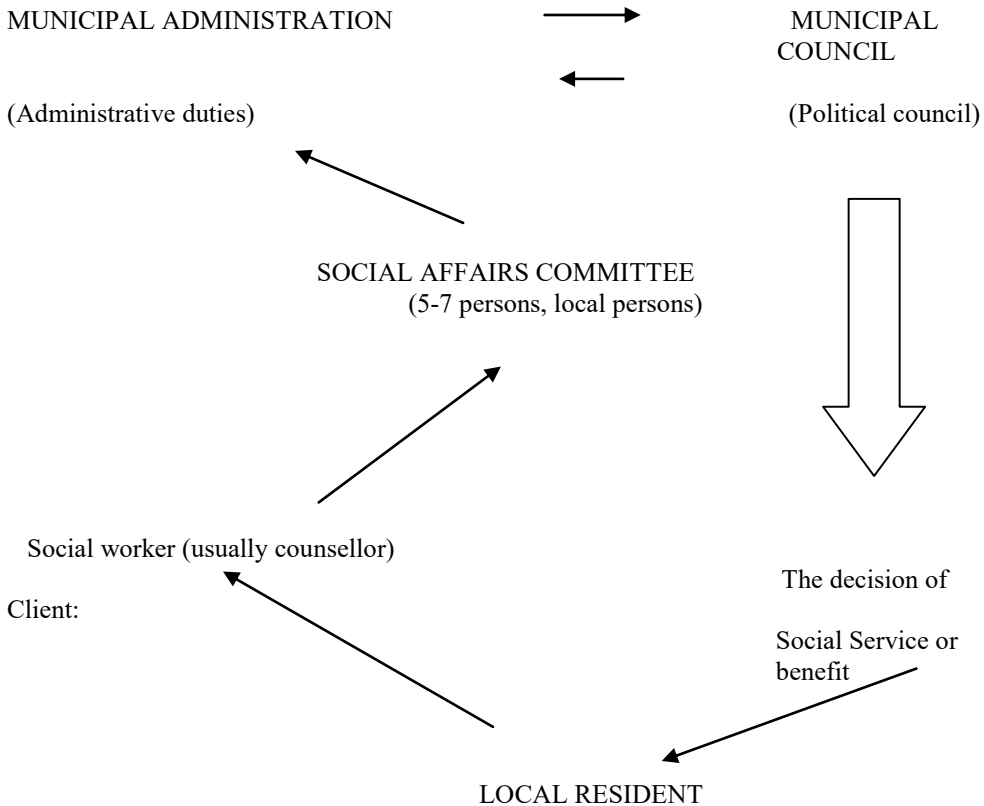 MUNICIPAL ADMINISTRATION
MUNICIPAL
COUNCIL
(Administrative duties)
(Political council)
SOCIAL AFFAIRS COMMITTEE
(5-7 persons, local persons)
Social worker (usually counsellor)
Client:
The decision of
Social Service or
benefit
LOCAL RESIDENT